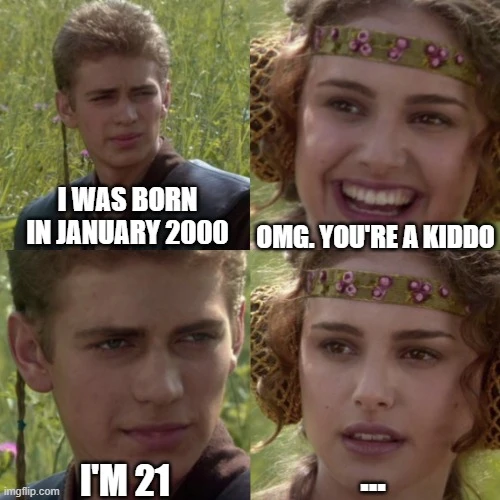 I WAS BORN
IN JANUARY 2000
OMG. YOU'RE A KIDDO
I'M 21
...
imgflip.com